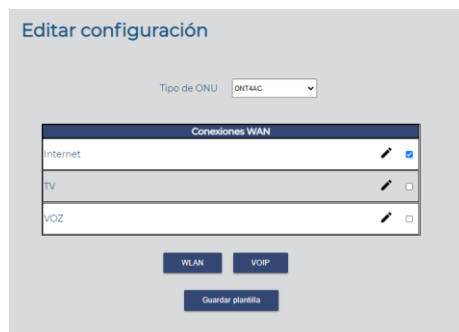 Editar configuración
Tipo de ONU ONT4AC
Conexiones WAN
Internet
TV
VOZ
WLAN VOIP
Guardar plantilla